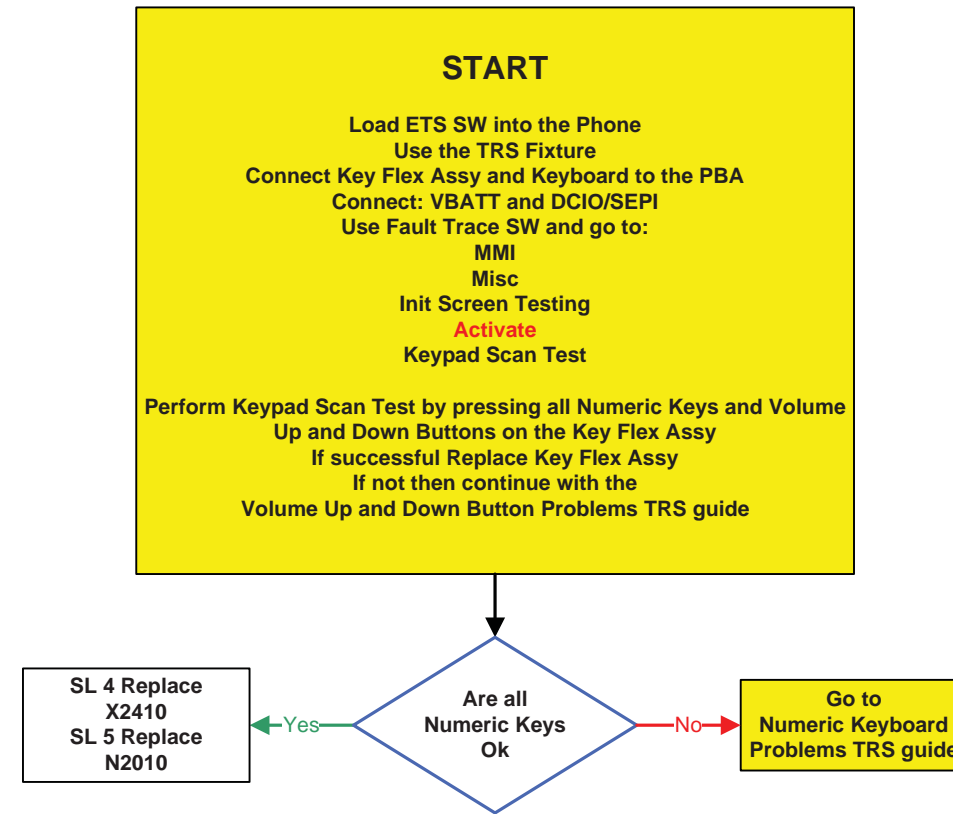 START
Load ETS SW into the Phone
Use the TRS Fixture
Connect Key Flex Assy and Keyboard to the PBA
Connect: VBATT and DCIO/SEPI
Use Fault Trace SW and go to:
MMI
Misc
Init Screen Testing
Activate
Keypad Scan Test
Perform Keypad Scan Test by pressing all Numeric Keys and Volume
Up and Down Buttons on the Key Flex Assy
If successful Replace Key Flex Assy
If not then continue with the
Volume Up and Down Button Problems TRS guide
SL 4 Replace
X2410
SL 5 Replace
N2010
Yes
Are all
Numeric Keys
Ok
No
Go to
Numeric Keyboard
Problems TRS guide